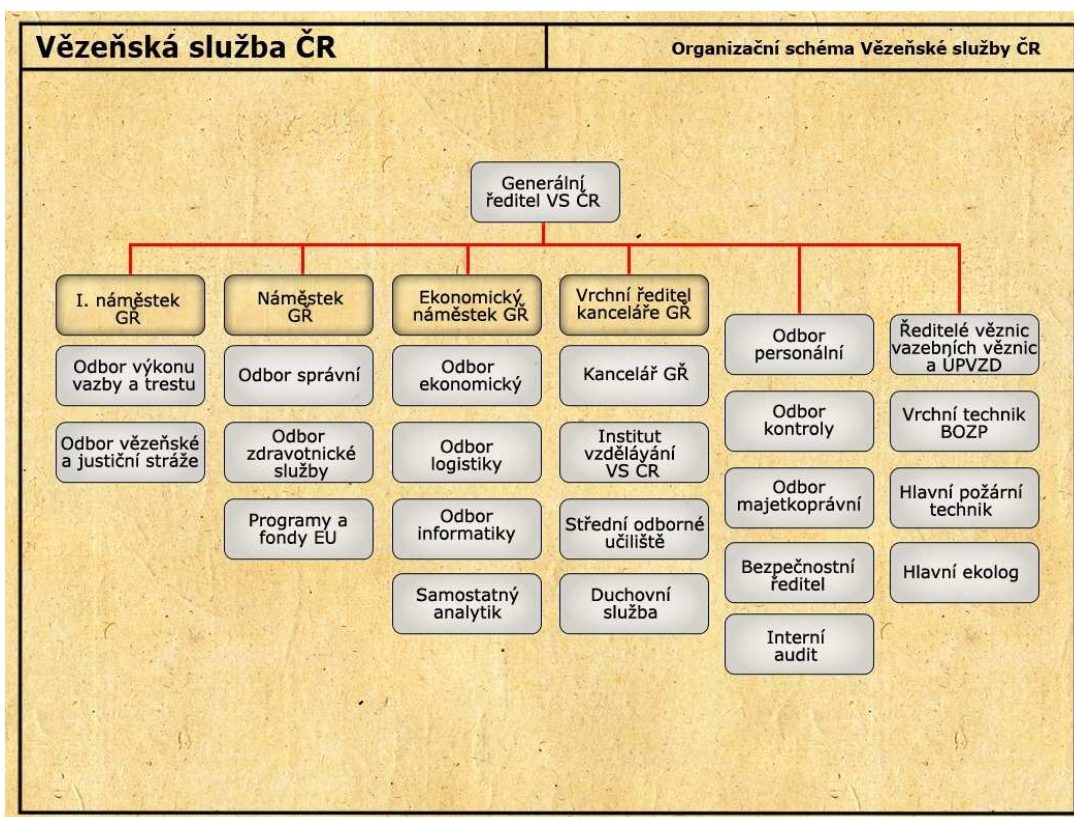 Vězeňská služba ČR
Organizační schéma Vězeňské služby ČR
Generální
ředitel VS ČR
I. náměstek
GŘ
Odbor výkonu
vazby a trestu
Odbor vězeňské
a justiční stráže
Náměstek
GŘ
Odbor správní
Odbor
zdravotnické
služby
Programy a
fondy EU
Ekonomický
náměstek GŘ
Odbor
ekonomický
Odbor
logistiky
Odbor
informatiky
Samostatný
analytik
Vrchní ředitel
kanceláře GŘ
Kancelář GŘ
Institut
vzdělávání
VS ČR
Střední odborné
učiliště
Duchovní
služba
Odbor
personální
Odbor
kontroly
Odbor
majetkoprávní
Bezpečnostní
ředitel
Interní
audit
Ředitelé věznic
vazebních věznic
a ÚPVZD
Vrchní technik
BOZP
Hlavní požární
technik
Hlavní ekolog